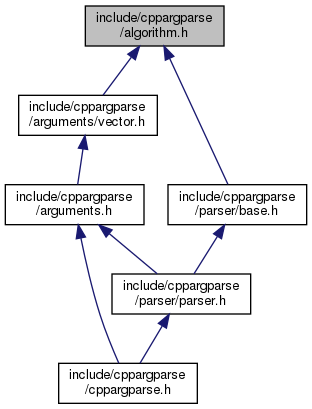 include/cppargparse
/algorithm.h
include/cppargparse
/arguments/vector.h
include/cppargparse
/arguments.h
include/cppargparse
/parser/base.h
include/cppargparse
/parser/parser.h
include/cppargparse
/cppargparse.h